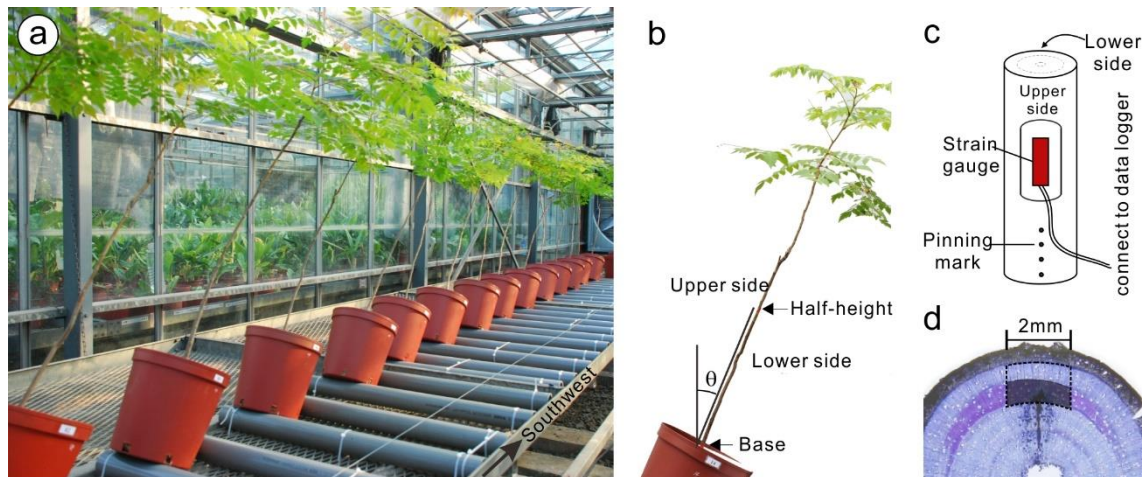 a
Southwest
b
Upper side
Half-height
Lower side
θ
Base
c
Lower
side
Upper
side
Strain
gauge
Pinning
mark
connect to data logger
d
2mm